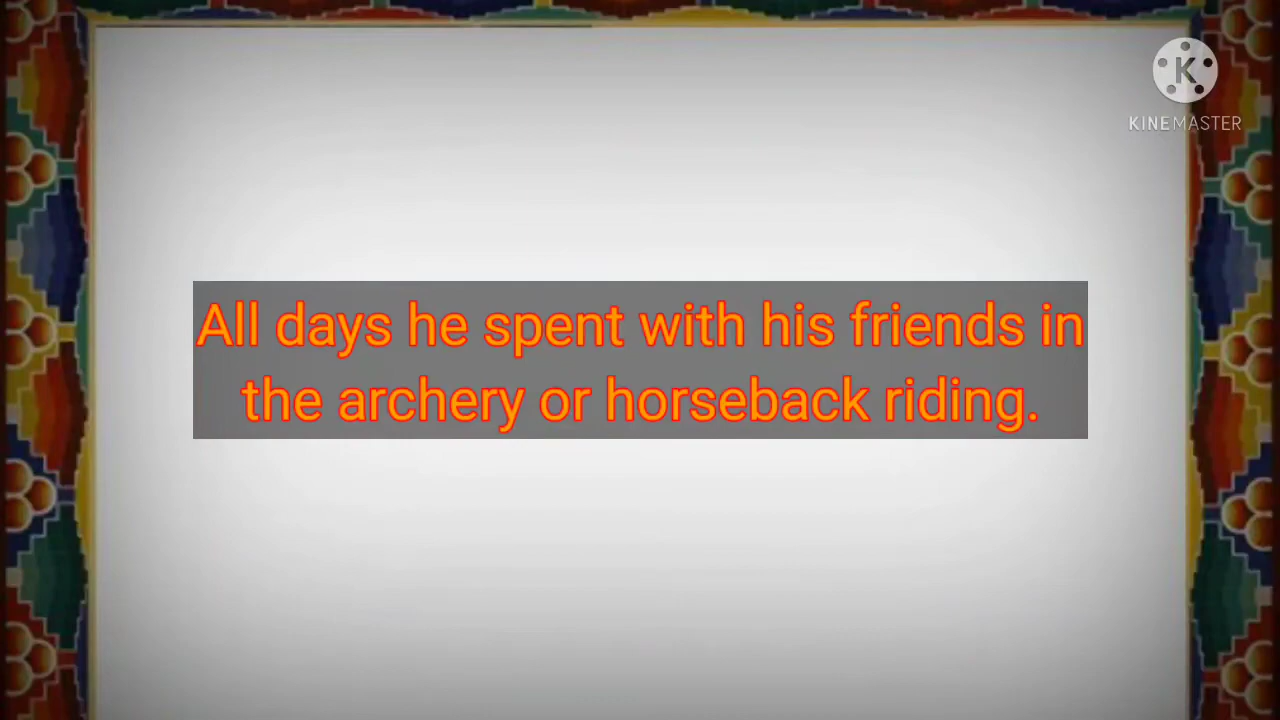 K
KINEMASTER
All days he spent with his friends in
the archery or horseback riding.